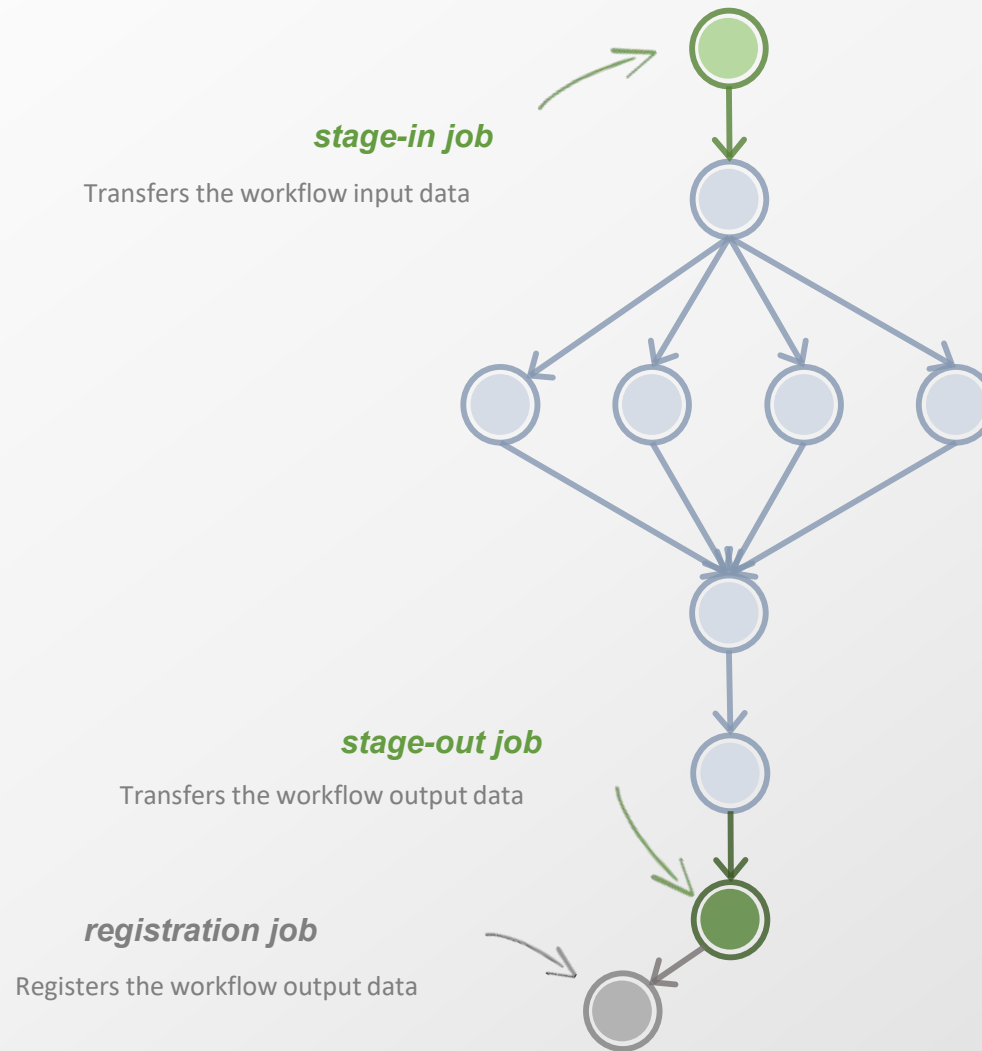 stage-in job
Transfers the workflow input data
stage-out job
Transfers the workflow output data
registration job
Registers the workflow output data